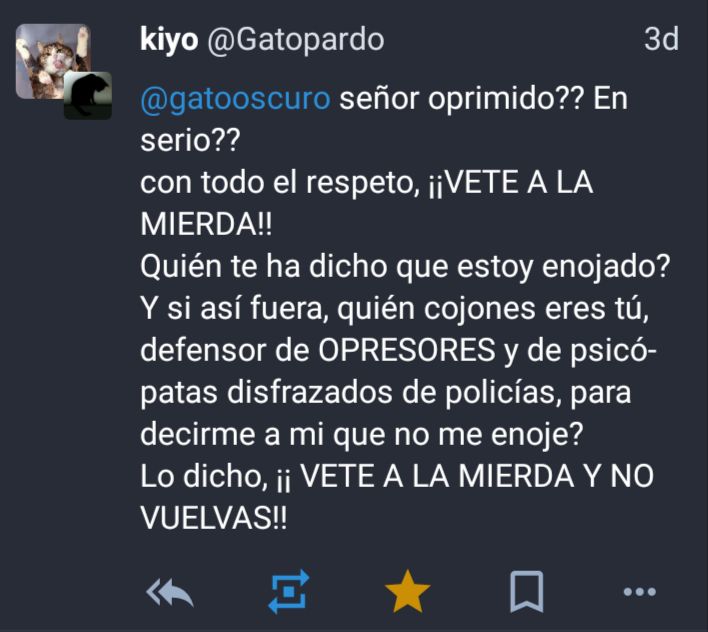 kiyo @Gatopardo 3d
@gatooscuro señor oprimido?? En
serio??
con todo el respeto, ¡¡VETE A LA
MIERDA!!
Quién te ha dicho que estoy enojado?
Y si así fuera, quién cojones eres tú,
defensor de OPRESORES y de psicó-
patas disfrazados de policías, para
decirme a mi que no me enoje?
Lo dicho, ¡¡ VETE A LA MIERDA Y NO
VUELVAS!!